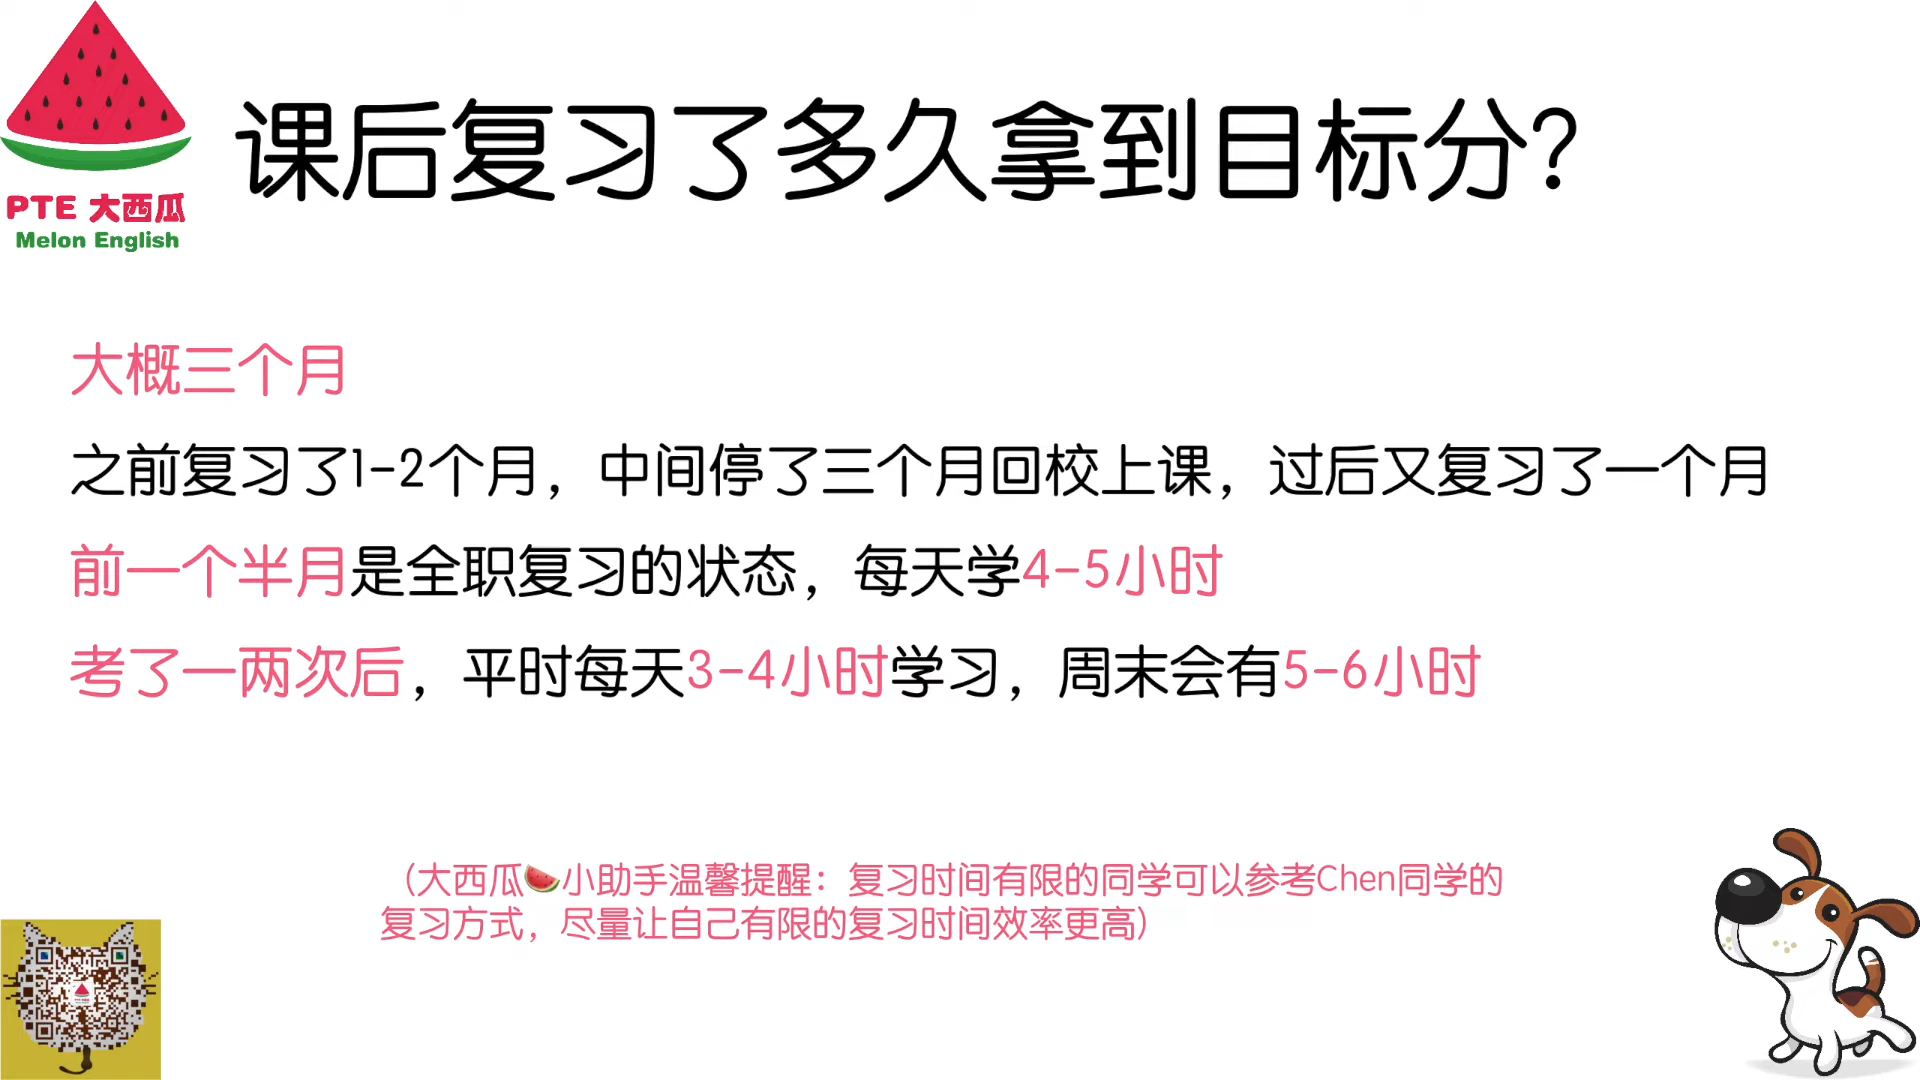 课后复习了多久拿到目标分？
PTE 大西瓜
Melon English
大概三个月
之前复习了1-2个月，中间停了三个月回校上课，过后又复习了一个月
前一个半月是全职复习的状态，每天学4-5小时
考了一两次后，平时每天3-4小时学习，周末会有5-6小时
（大西瓜🍉小助手温馨提醒：复习时间有限的同学可以参考Chen同学的
复习方式，尽量让自己有限的复习时间效率更高）